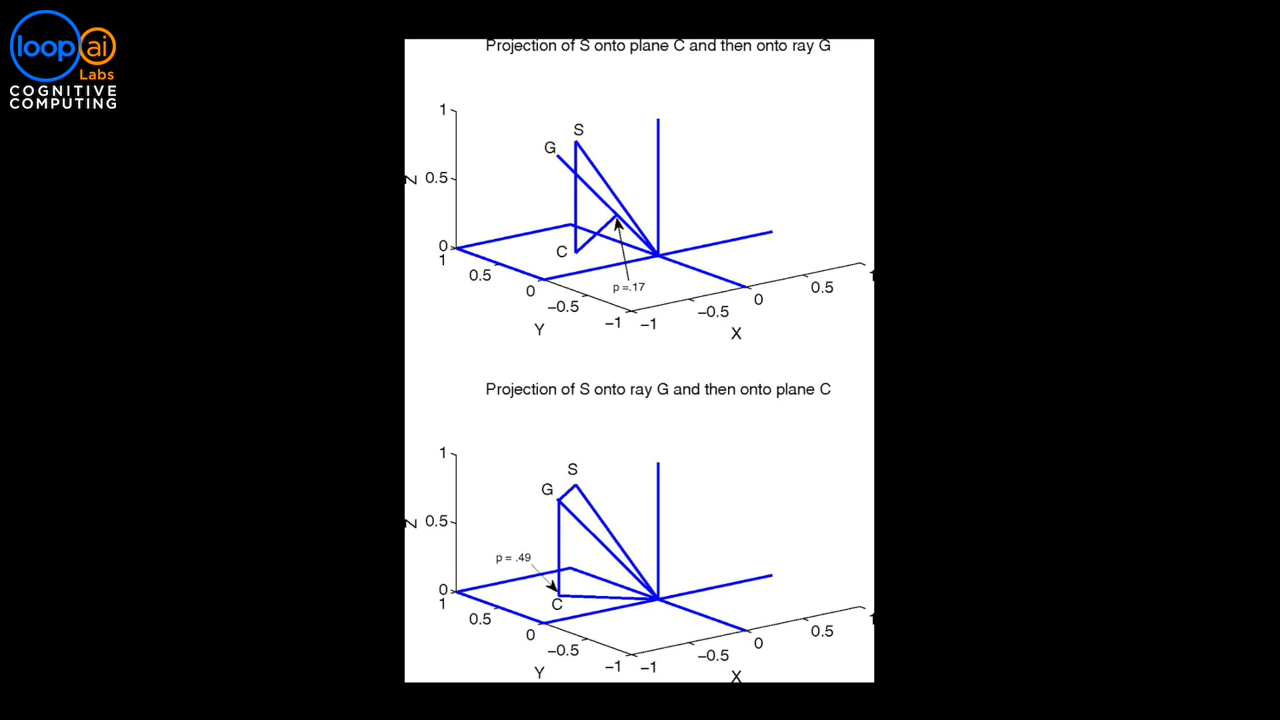 loop ai
Labs
COGNITIVE
COMPUTING
Projection of S onto plane C and then onto ray G
1
S
G
Z
0.5
C
0
1
0.5
0
−0.5
−1
Y
p =.17
−1
−0.5
0
0.5
1
X
Projection of S onto ray G and then onto plane C
1
S
G
Z
0.5
p = .49
0
C
1
0.5
0
−0.5
−1
Y
−1
−0.5
0
0.5
1
X